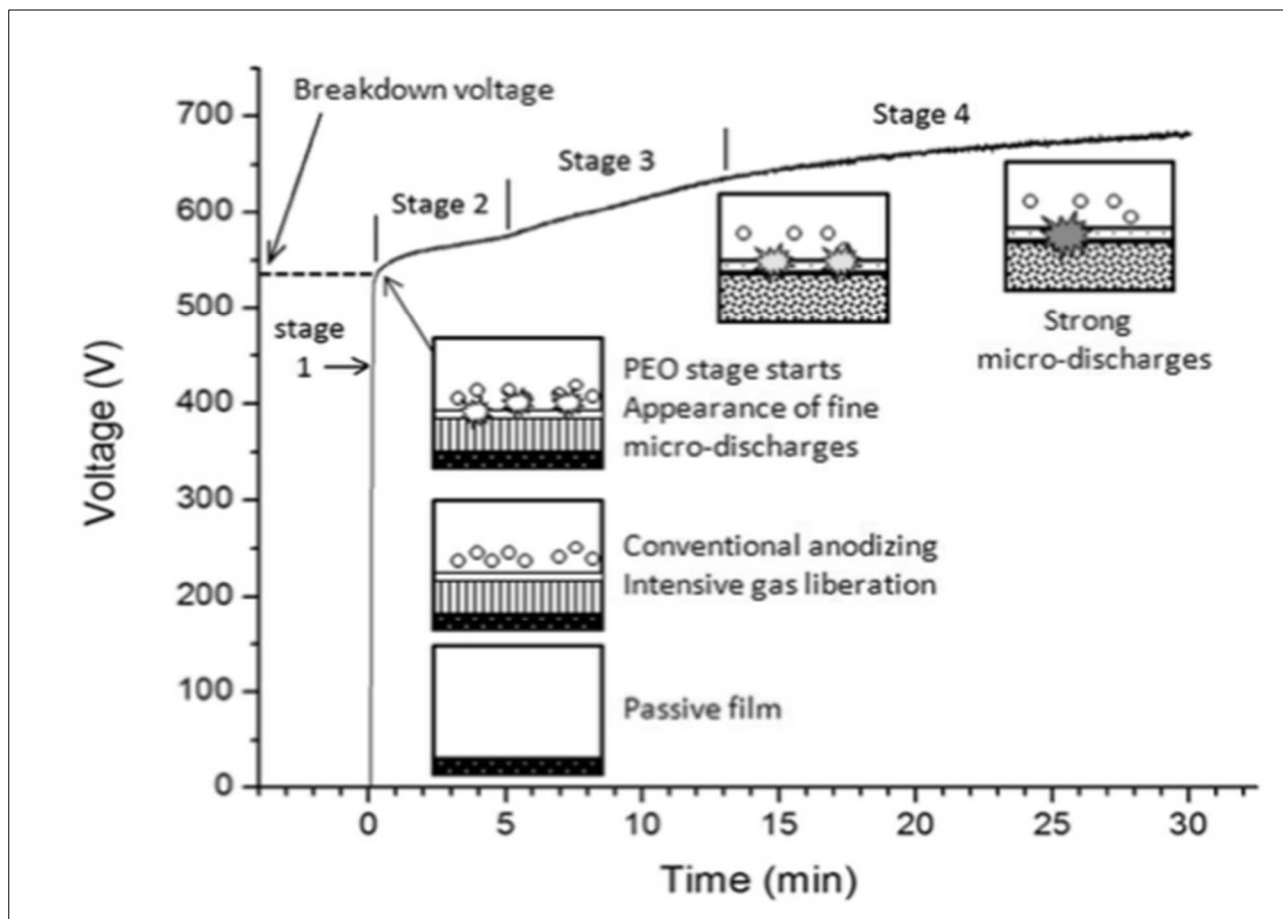 Breakdown voltage
Stage 4
Stage 3
Stage 2
stage
1
Strong
micro-discharges
PEO stage starts
Appearance of fine
micro-discharges
Conventional anodizing
Intensive gas liberation
Passive film
Voltage (V)
700
600
500
400
300
200
100
0
0 5 10 15 20 25 30
Time (min)